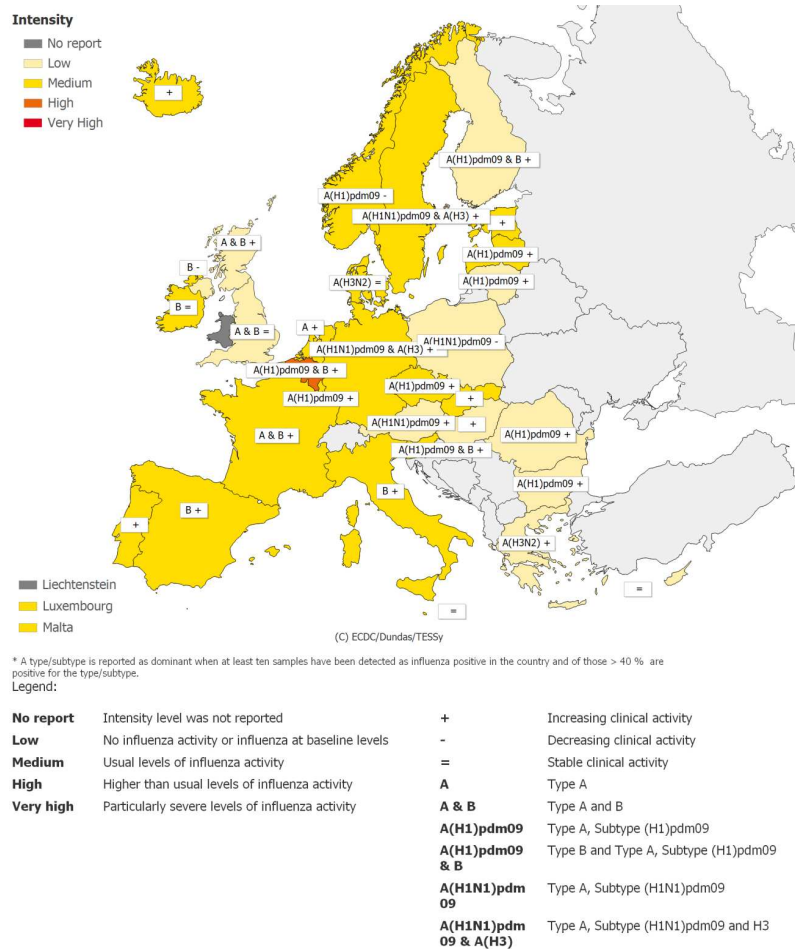 Intensity
No report
Low
Medium
High
Very High
+
A(H1)pdm09 & B +
A(H1)pdm09 -
A(H1N1)pdm09 & A(H3) +
+
A & B +
A(H1)pdm09 +
B -
A(H1)pdm09 +
A(H3N2) =
B =
A & B =
A +
A(H1N1)pdm09 -
A(H1N1)pdm09 & A(H3) +
A(H1)pdm09 & B +
A(H1)pdm09 +
A(H1)pdm09 +
+
A(H1N1)pdm09 +
+
A & B +
A(H1)pdm09 +
A(H1)pdm09 & B +
A(H1)pdm09 +
B +
B +
+
A(H3N2) +
Liechtenstein
Luxembourg
Malta
=
=
(C) ECDC/Dundas/TESSy
* A type/subtype is reported as dominant when at least ten samples have been detected as influenza positive in the country and of those > 40 % are
positive for the type/subtype.
Legend:
No report Intensity level was not reported + Increasing clinical activity
Low No influenza activity or influenza at baseline levels - Decreasing clinical activity
Medium Usual levels of influenza activity = Stable clinical activity
High Higher than usual levels of influenza activity A Type A
Very high Particularly severe levels of influenza activity A & B Type A and B
A(H1)pdm09 Type A, Subtype (H1)pdm09
A(H1)pdm09 Type B and Type A, Subtype (H1)pdm09
& B
A(H1N1)pdm Type A, Subtype (H1N1)pdm09
09
A(H1N1)pdm Type A, Subtype (H1N1)pdm09 and H3
09 & A(H3)